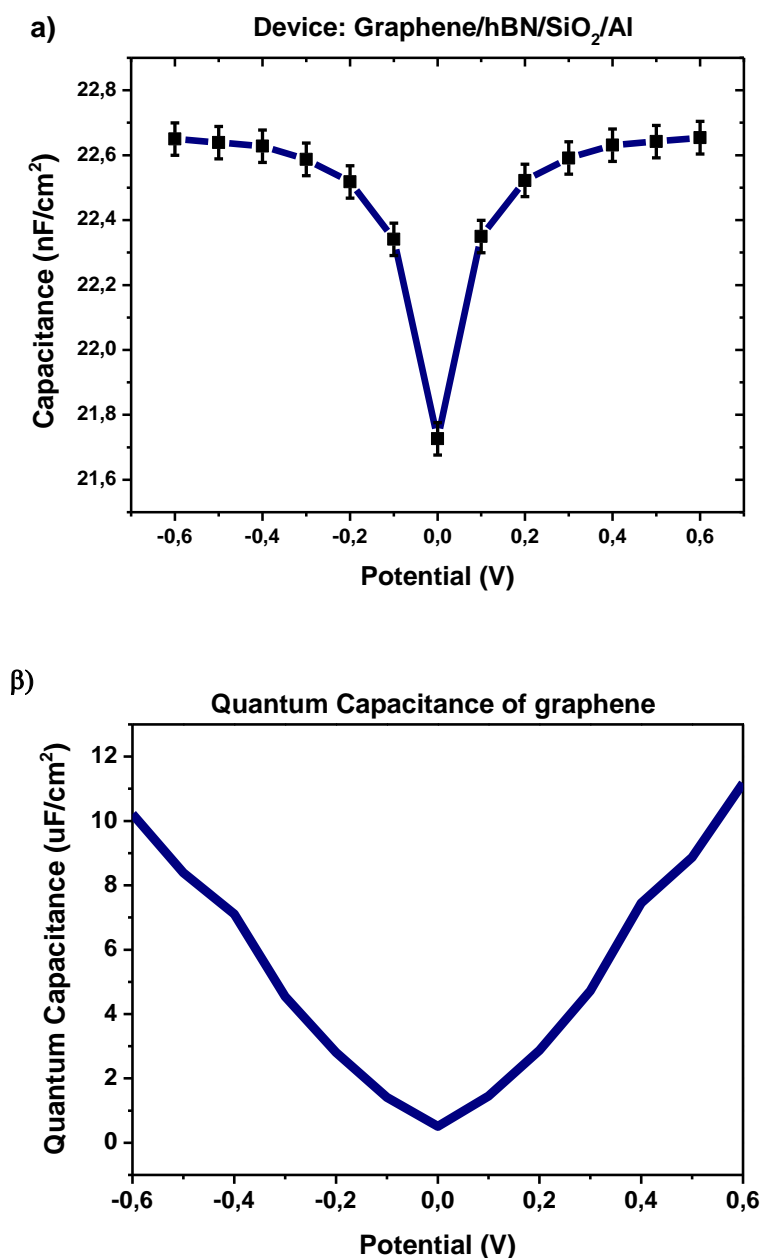 a)
Device: Graphene/hBN/SiO₂/Al
22,8
22,6
22,4
22,2
22,0
21,8
21,6
Capacitance (nF/cm²)
-0,6 -0,4 -0,2 0,0 0,2 0,4 0,6
Potential (V)
β)
Quantum Capacitance of graphene
12
10
8
6
4
2
0
Quantum Capacitance (uF/cm²)
-0,6 -0,4 -0,2 0,0 0,2 0,4 0,6
Potential (V)